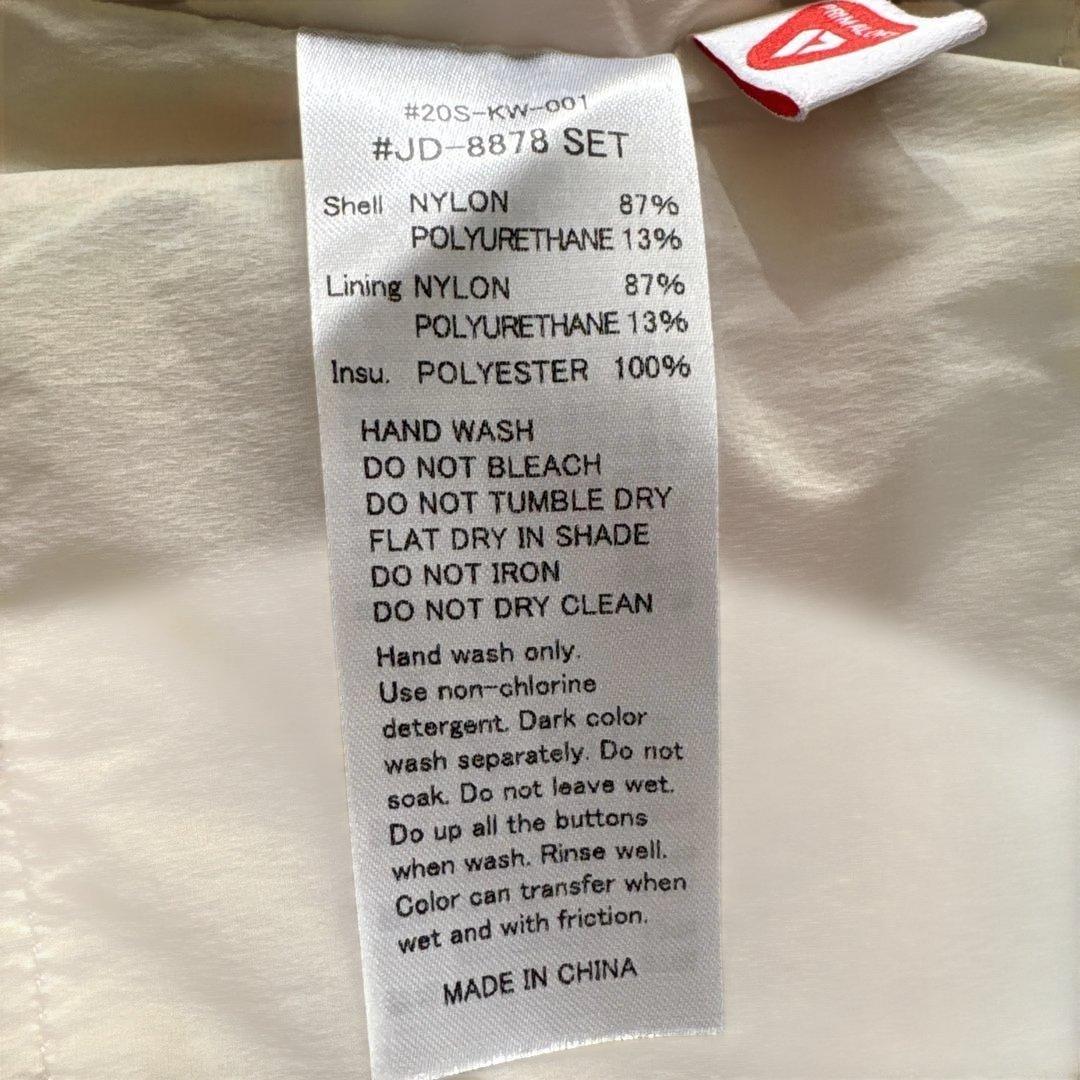 PRIMALOFT
#20S-KW-001
#JD-8878 SET
Shell NYLON 87%
POLYURETHANE 13%
Lining NYLON 87%
POLYURETHANE 13%
Insu. POLYESTER 100%
HAND WASH
DO NOT BLEACH
DO NOT TUMBLE DRY
FLAT DRY IN SHADE
DO NOT IRON
DO NOT DRY CLEAN
Hand wash only.
Use non-chlorine
detergent. Dark color
wash separately. Do not
soak. Do not leave wet.
Do up all the buttons
when wash. Rinse well.
Color can transfer when
wet and with friction.
MADE IN CHINA